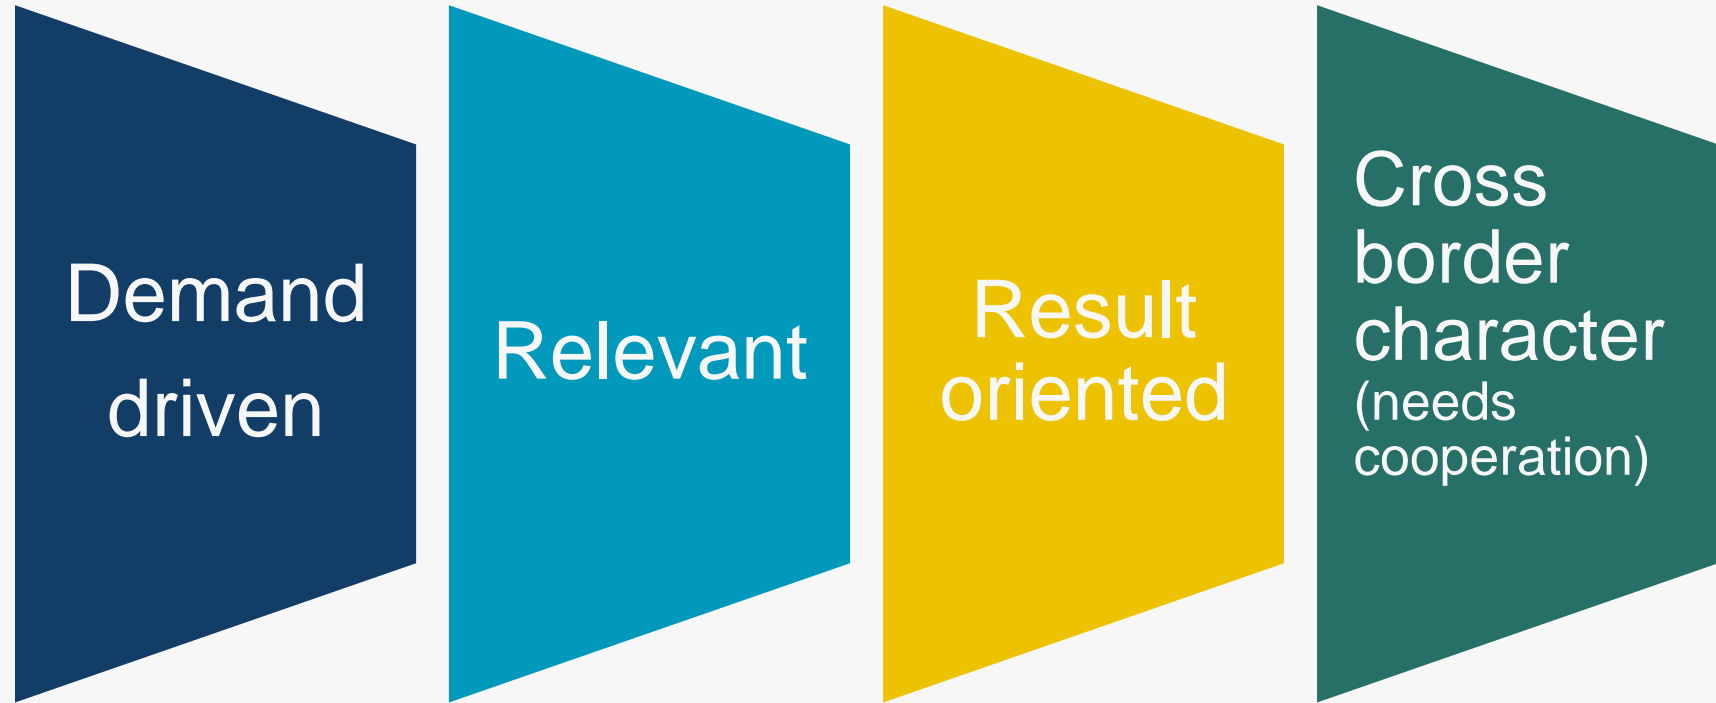 Demand
driven
Relevant
Result
oriented
Cross
border
character
(needs
cooperation)